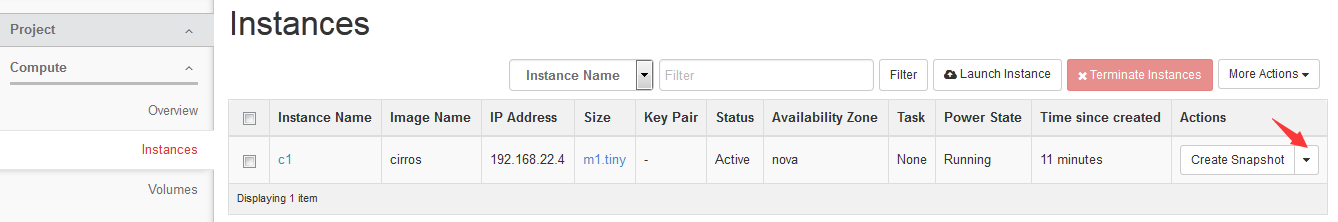 Project
Instances
Compute
Instance Name Filter Filter Launch Instance Terminate Instances More Actions
Overview
Instance Name Image Name IP Address Size Key Pair Status Availability Zone Task Power State Time since created Actions
Instances
c1 cirros 192.168.22.4 m1.tiny - Active nova None Running 11 minutes Create Snapshot
Volumes
Displaying 1 item